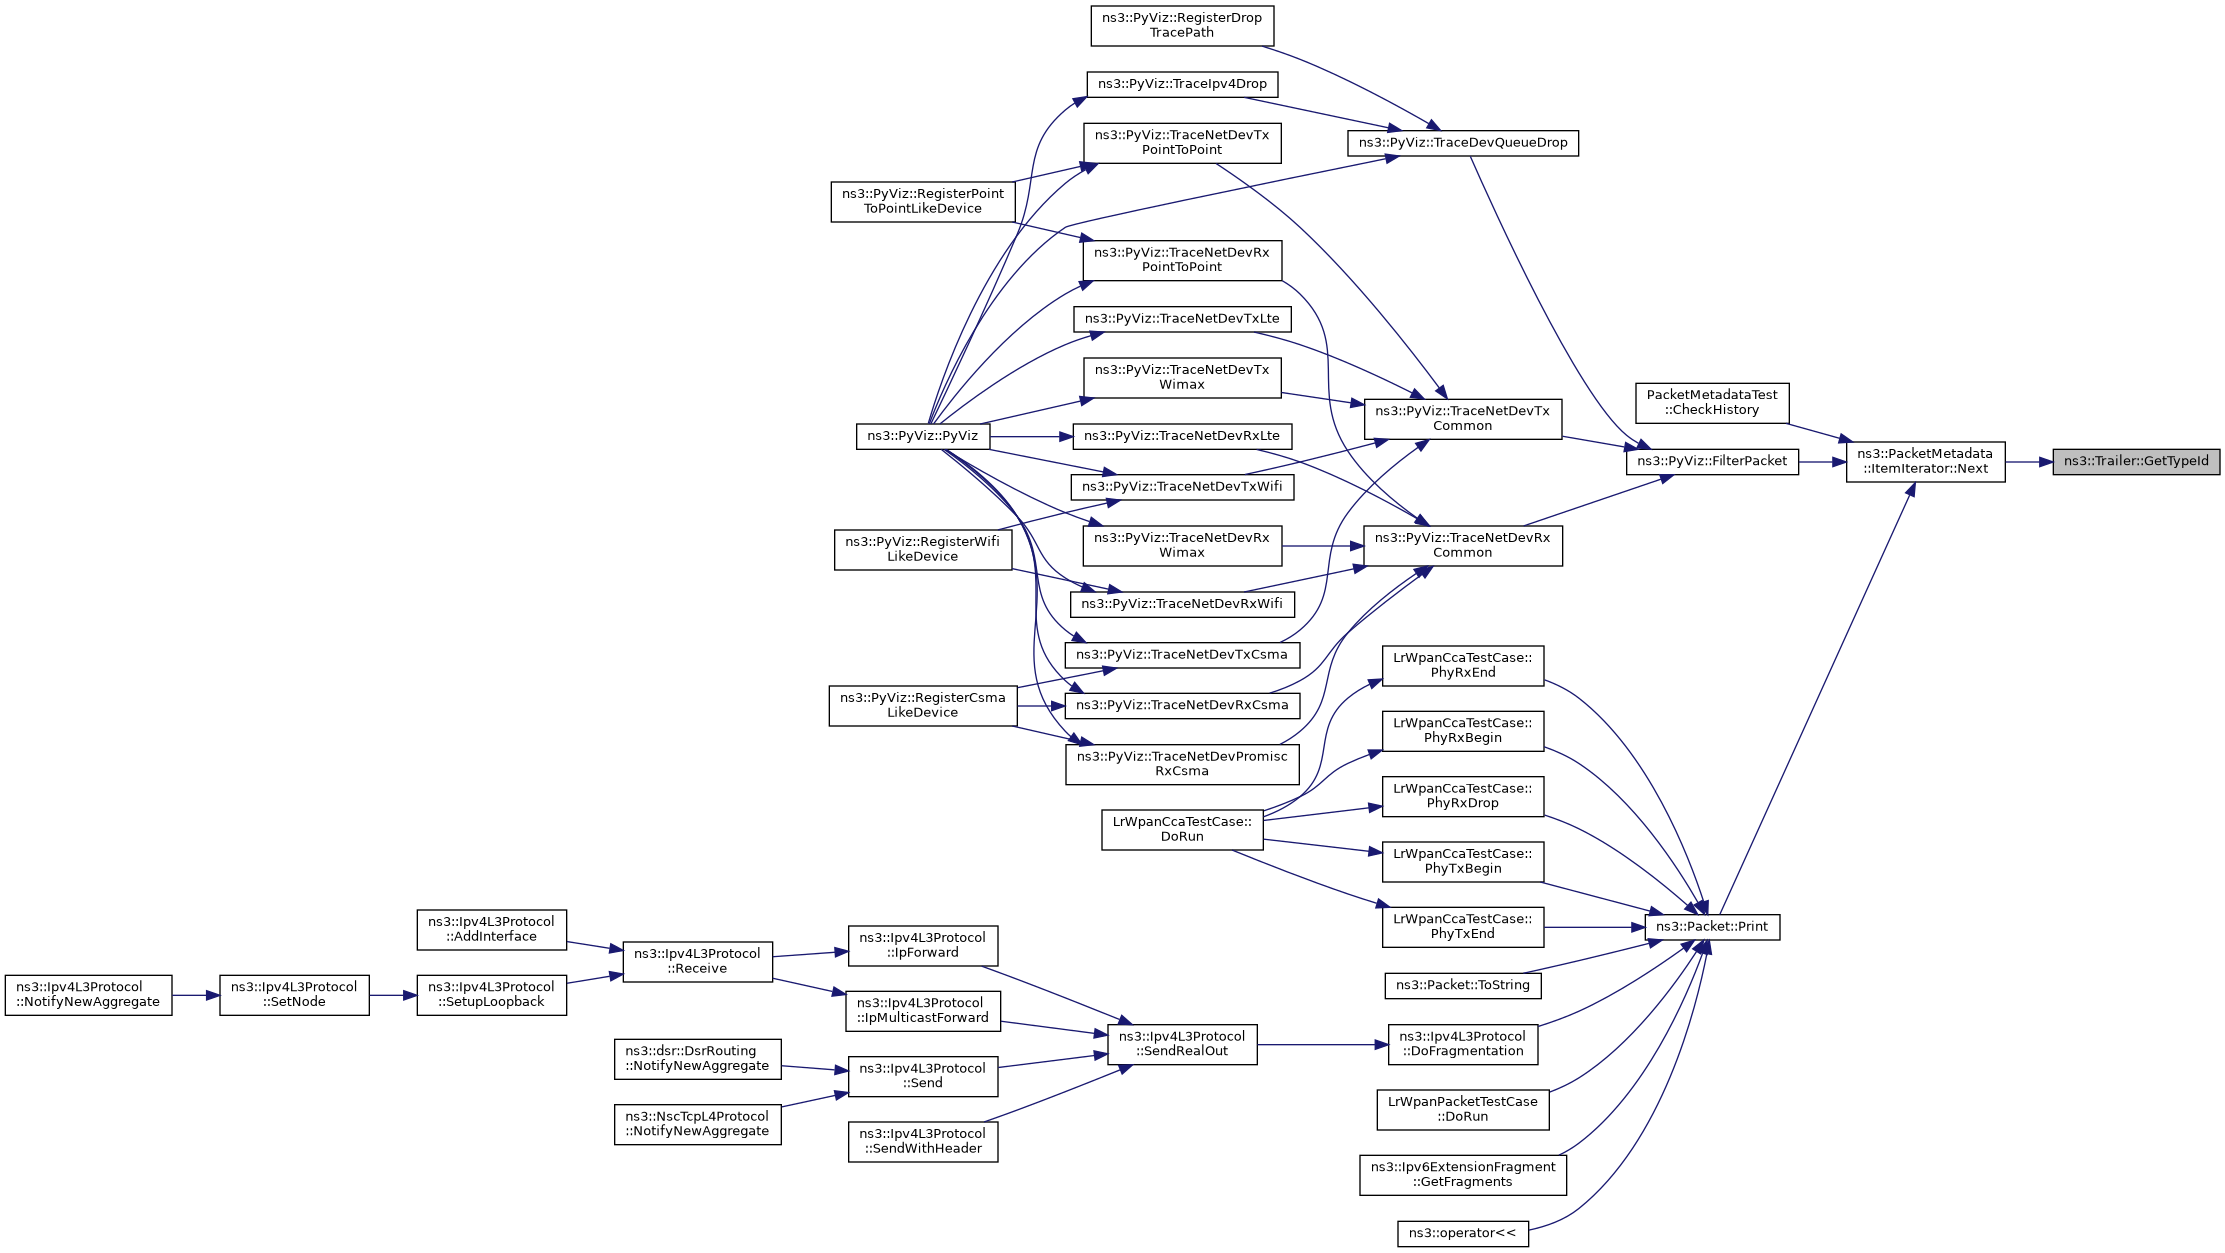 ns3::PyViz::RegisterDrop
TracePath
ns3::PyViz::TraceIpv4Drop
ns3::PyViz::TraceNetDevTx
PointToPoint
ns3::PyViz::TraceDevQueueDrop
ns3::PyViz::RegisterPoint
ToPointLikeDevice
ns3::PyViz::TraceNetDevRx
PointToPoint
ns3::PyViz::TraceNetDevTxLte
ns3::PyViz::TraceNetDevTx
Wimax
PacketMetadataTest
::CheckHistory
ns3::PyViz::TraceNetDevTx
Common
ns3::PyViz::PyViz
ns3::PyViz::TraceNetDevRxLte
ns3::PyViz::FilterPacket
ns3::PacketMetadata
::ItemIterator::Next
ns3::Trailer::GetTypeId
ns3::PyViz::TraceNetDevTxWifi
ns3::PyViz::RegisterWifi
LikeDevice
ns3::PyViz::TraceNetDevRx
Wimax
ns3::PyViz::TraceNetDevRx
Common
ns3::PyViz::TraceNetDevRxWifi
ns3::PyViz::TraceNetDevTxCsma
LrWpanCcaTestCase::
PhyRxEnd
ns3::PyViz::RegisterCsma
LikeDevice
ns3::PyViz::TraceNetDevRxCsma
LrWpanCcaTestCase::
PhyRxBegin
ns3::PyViz::TraceNetDevPromisc
RxCsma
LrWpanCcaTestCase::
PhyRxDrop
LrWpanCcaTestCase::
DoRun
LrWpanCcaTestCase::
PhyTxBegin
LrWpanCcaTestCase::
PhyTxEnd
ns3::Packet::Print
ns3::Ipv4L3Protocol
::AddInterface
ns3::Ipv4L3Protocol
::Receive
ns3::Ipv4L3Protocol
::IpForward
ns3::Packet::ToString
ns3::Ipv4L3Protocol
::NotifyNewAggregate
ns3::Ipv4L3Protocol
::SetNode
ns3::Ipv4L3Protocol
::SetupLoopback
ns3::Ipv4L3Protocol
::IpMulticastForward
ns3::Ipv4L3Protocol
::SendRealOut
ns3::Ipv4L3Protocol
::DoFragmentation
ns3::dsr::DsrRouting
::NotifyNewAggregate
ns3::Ipv4L3Protocol
::Send
ns3::NscTcpL4Protocol
::NotifyNewAggregate
LrWpanPacketTestCase
::DoRun
ns3::Ipv4L3Protocol
::SendWithHeader
ns3::Ipv6ExtensionFragment
::GetFragments
ns3::operator<<